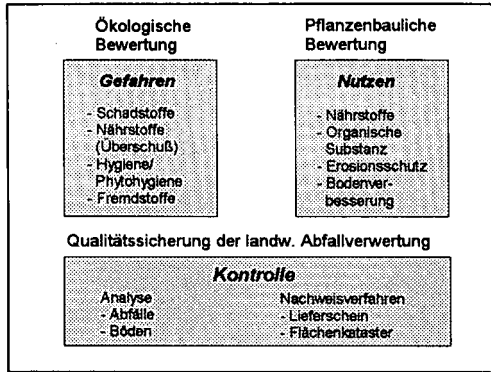 Ökologische
Bewertung
Gefahren
- Schadstoffe
- Nährstoffe
(Überschuß)
- Hygiene/
Phytohygiene
- Fremdstoffe
Pflanzenbauliche
Bewertung
Nutzen
- Nährstoffe
- Organische
Substanz
- Erosionsschutz
- Bodenver-
besserung
Qualitätssicherung der landw. Abfallverwertung
Kontrolle
Analyse
- Abfälle
- Böden
Nachweisverfahren
- Lieferschein
- Flächenkataster